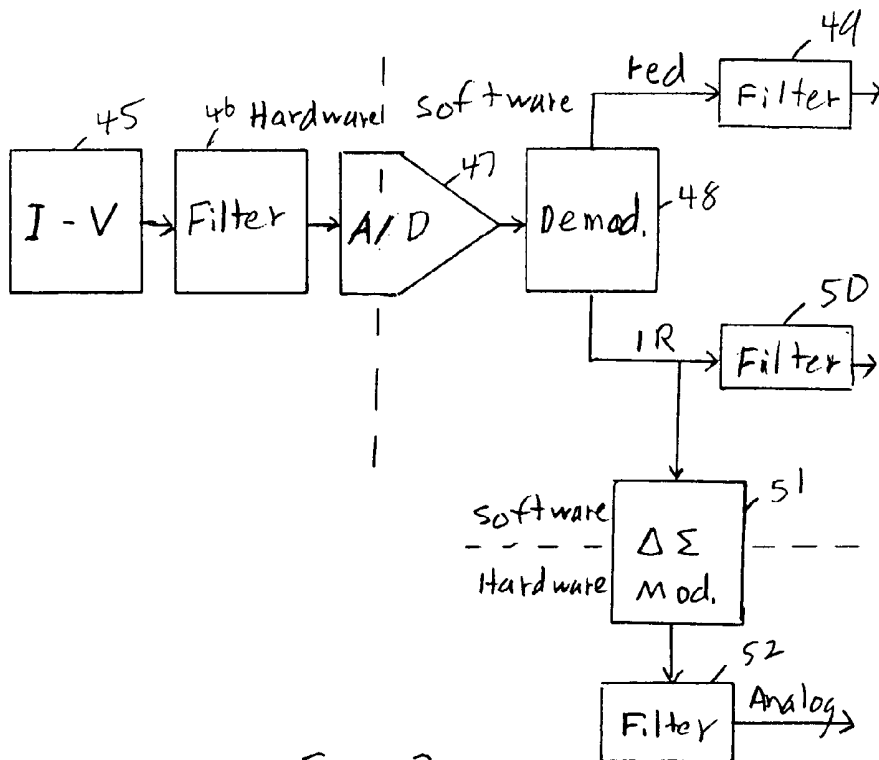 49
red
Filter
45
46 Hardware
software
47
I - V
Filter
A/D
Demod.
48
50
IR
Filter
51
software
Δ Σ
Mod.
Hardware
52
Filter
Analog